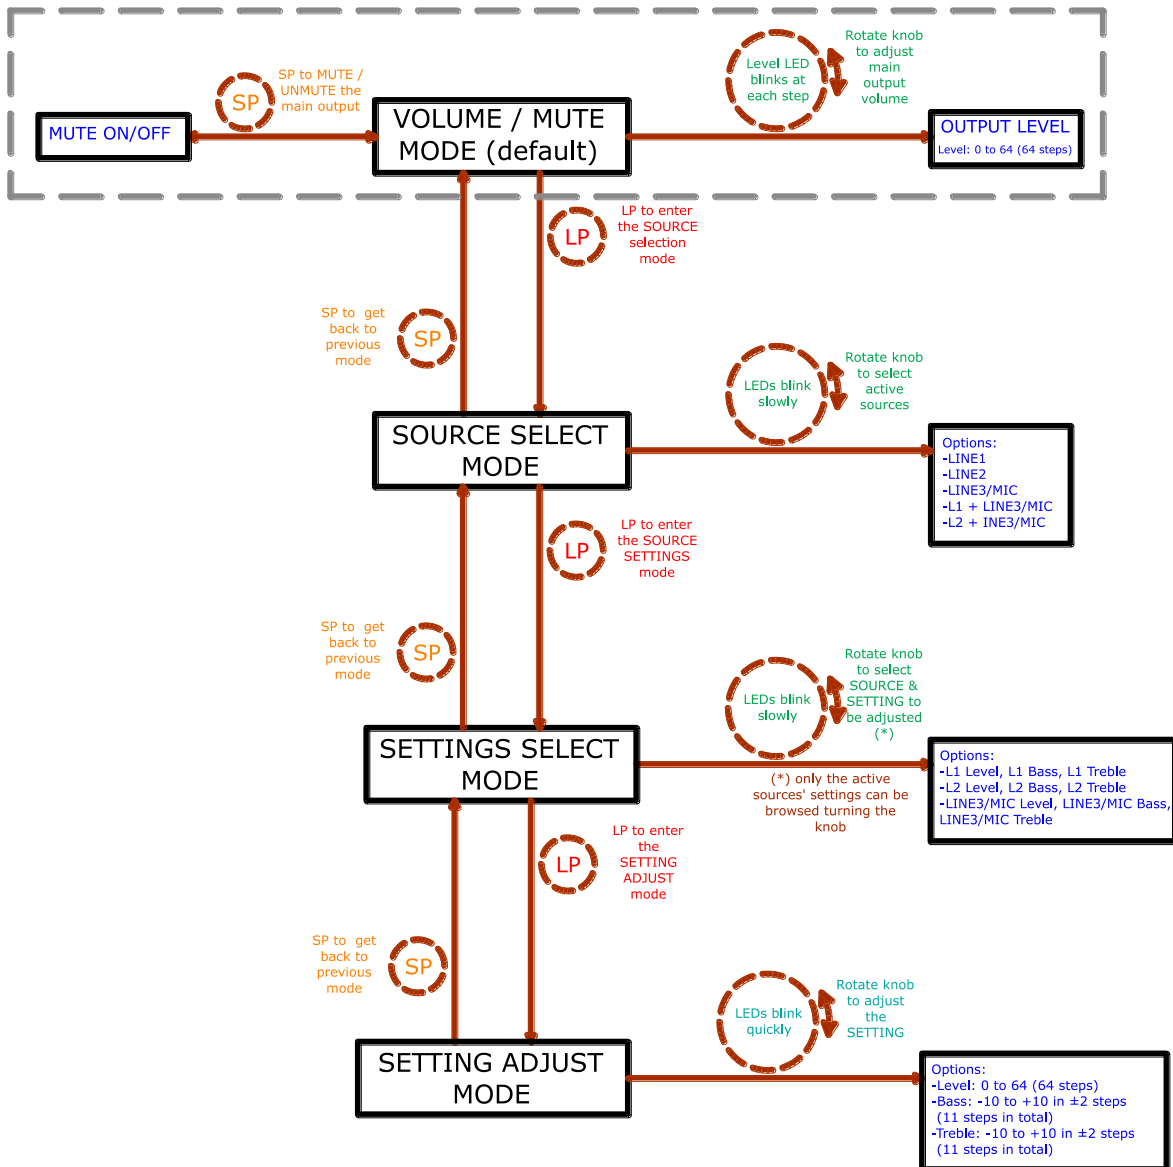 SP to MUTE /
UNMUTE the
main output
SP
MUTE ON/OFF
VOLUME / MUTE
MODE (default)
Level LED
blinks at
each step
Rotate knob
to adjust
main
output
volume
OUTPUT LEVEL
Level: 0 to 64 (64 steps)
LP
LP to enter
the SOURCE
selection
mode
SP to get
back to
previous
mode
SP
SOURCE SELECT
MODE
LEDs blink
slowly
Rotate knob
to select
active
sources
Options:
-LINE1
-LINE2
-LINE3/MIC
-L1 + LINE3/MIC
-L2 + INE3/MIC
LP
LP to enter
the SOURCE
SETTINGS
mode
SP to get
back to
previous
mode
SP
SETTINGS SELECT
MODE
LEDs blink
slowly
Rotate knob
to select
SOURCE &
SETTING to
be adjusted
(*)
(*) only the active
sources' settings can be
browsed turning the
knob
Options:
-L1 Level, L1 Bass, L1 Treble
-L2 Level, L2 Bass, L2 Treble
-LINE3/MIC Level, LINE3/MIC Bass,
LINE3/MIC Treble
LP
LP to enter
the
SETTING
ADJUST
mode
SP to get
back to
previous
mode
SP
SETTING ADJUST
MODE
LEDs blink
quickly
Rotate knob
to adjust
the
SETTING
Options:
-Level: 0 to 64 (64 steps)
-Bass: -10 to +10 in ±2 steps
(11 steps in total)
-Treble: -10 to +10 in ±2 steps
(11 steps in total)